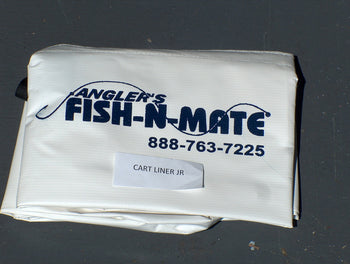 ANGLER'S
FISH-N-MATE
888-763-7225
CART LINER JR